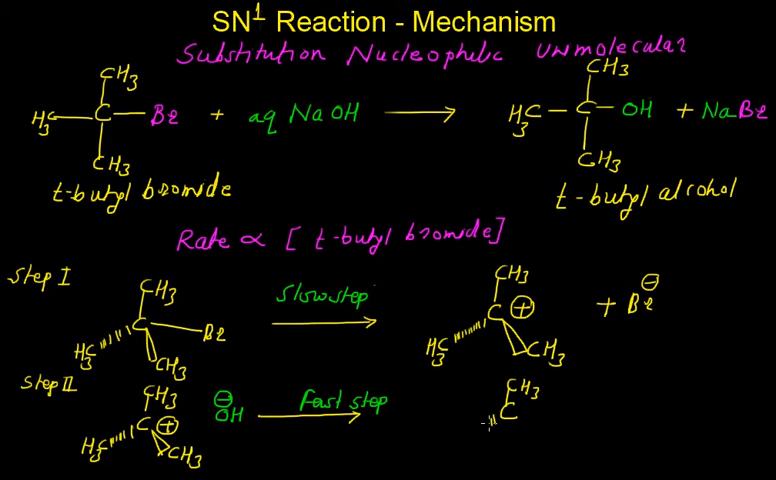 SN1 Reaction - Mechanism
Substitution Nucleophilic Unmolecular
CH3 CH3
H3C C Br + aq NaOH → H3C C OH + NaBr
CH3 CH3
t-butyl bromide t-butyl alcohol
Rate ∝ [t-butyl bromide]
Step I
CH3 Slow step CH3
C Br → C ⊕ + Br ⊖
H3C CH3 H3C CH3
Step II
CH3 ⊖ CH3
C ⊕ OH Fast step → C
H3C CH3